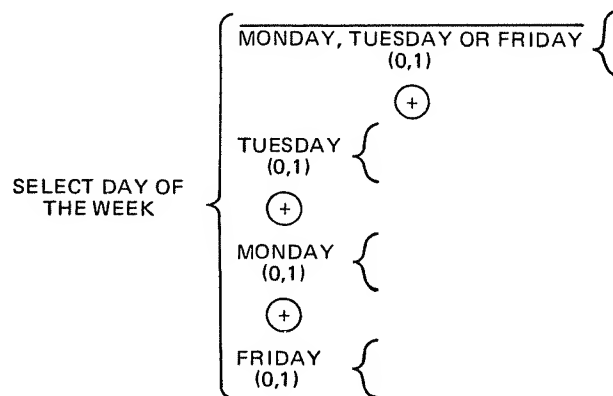 MONDAY, TUESDAY OR FRIDAY
(0,1)
+
TUESDAY
(0,1)
SELECT DAY OF
THE WEEK
+
MONDAY
(0,1)
+
FRIDAY
(0,1)